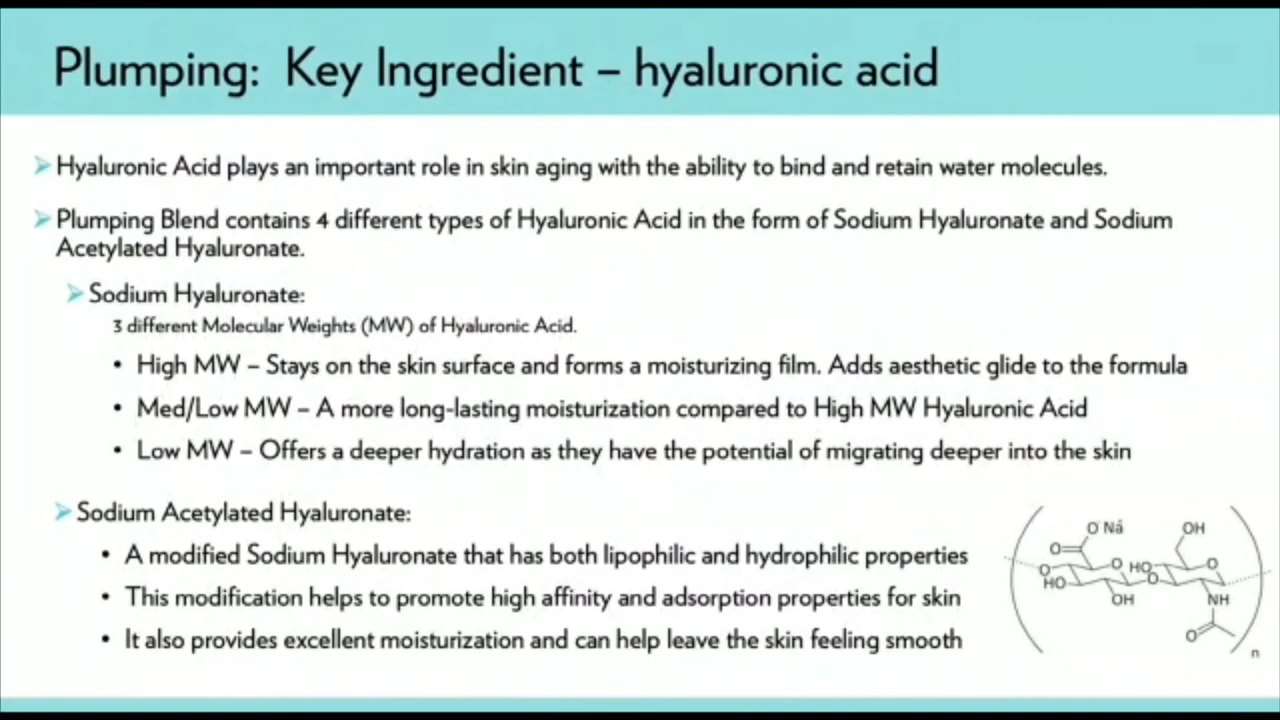 Plumping: Key Ingredient – hyaluronic acid
Hyaluronic Acid plays an important role in skin aging with the ability to bind and retain water molecules.
Plumping Blend contains 4 different types of Hyaluronic Acid in the form of Sodium Hyaluronate and Sodium
Acetylated Hyaluronate.
Sodium Hyaluronate:
3 different Molecular Weights (MW) of Hyaluronic Acid.
• High MW – Stays on the skin surface and forms a moisturizing film. Adds aesthetic glide to the formula
• Med/Low MW – A more long-lasting moisturization compared to High MW Hyaluronic Acid
• Low MW – Offers a deeper hydration as they have the potential of migrating deeper into the skin
Sodium Acetylated Hyaluronate:
• A modified Sodium Hyaluronate that has both lipophilic and hydrophilic properties
• This modification helps to promote high affinity and adsorption properties for skin
• It also provides excellent moisturization and can help leave the skin feeling smooth
O Na OH
O
O O HO O
HO O
OH NH
O
n